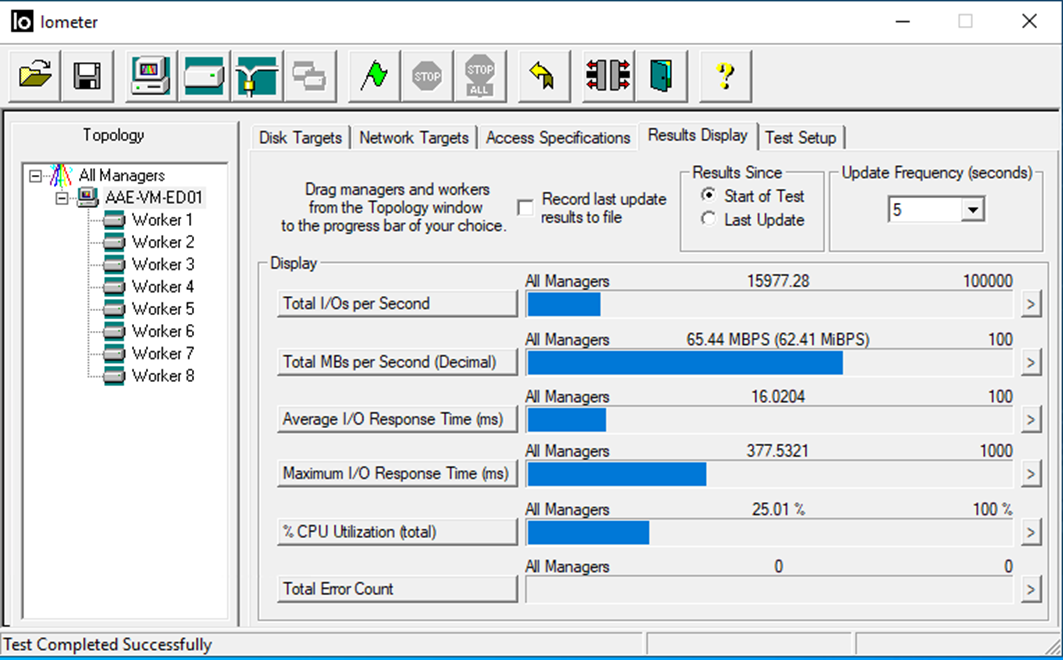 Io Iometer
STOP
STOP
ALL
?
Topology
All Managers
AAE-VM-ED01
Worker 1
Worker 2
Worker 3
Worker 4
Worker 5
Worker 6
Worker 7
Worker 8
Disk Targets Network Targets Access Specifications Results Display Test Setup
Drag managers and workers
from the Topology window
to the progress bar of your choice.
Record last update
results to file
Results Since
Start of Test
Last Update
Update Frequency (seconds)
5
Display
All Managers 15977.28 100000
Total I/Os per Second >
All Managers 65.44 MBPS (62.41 MiBPS) 100
Total MBs per Second (Decimal) >
All Managers 16.0204 100
Average I/O Response Time (ms) >
All Managers 377.5321 1000
Maximum I/O Response Time (ms) >
All Managers 25.01 % 100 %
% CPU Utilization (total) >
All Managers 0 0
Total Error Count >
Test Completed Successfully